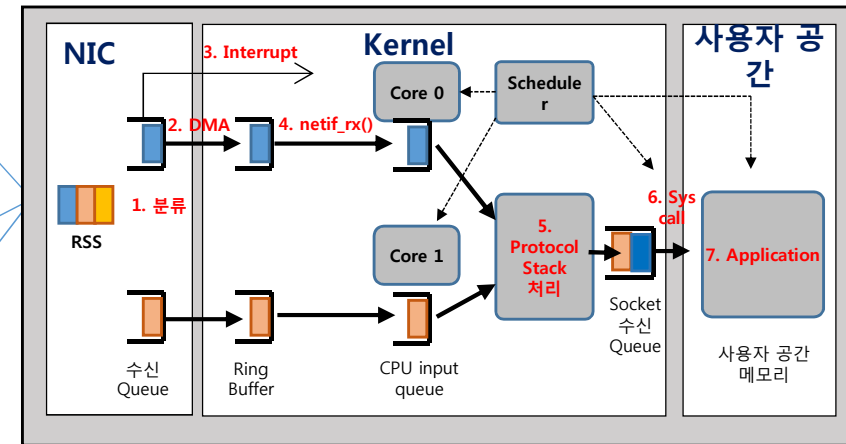 NIC
Kernel
사용자 공
간
3. Interrupt
Core 0
Schedule
r
2. DMA
4. netif_rx()
1. 분류
RSS
Core 1
5.
Protocol
Stack
처리
6. Sys
call
7. Application
수신
Queue
Ring
Buffer
CPU input
queue
Socket
수신
Queue
사용자 공간
메모리